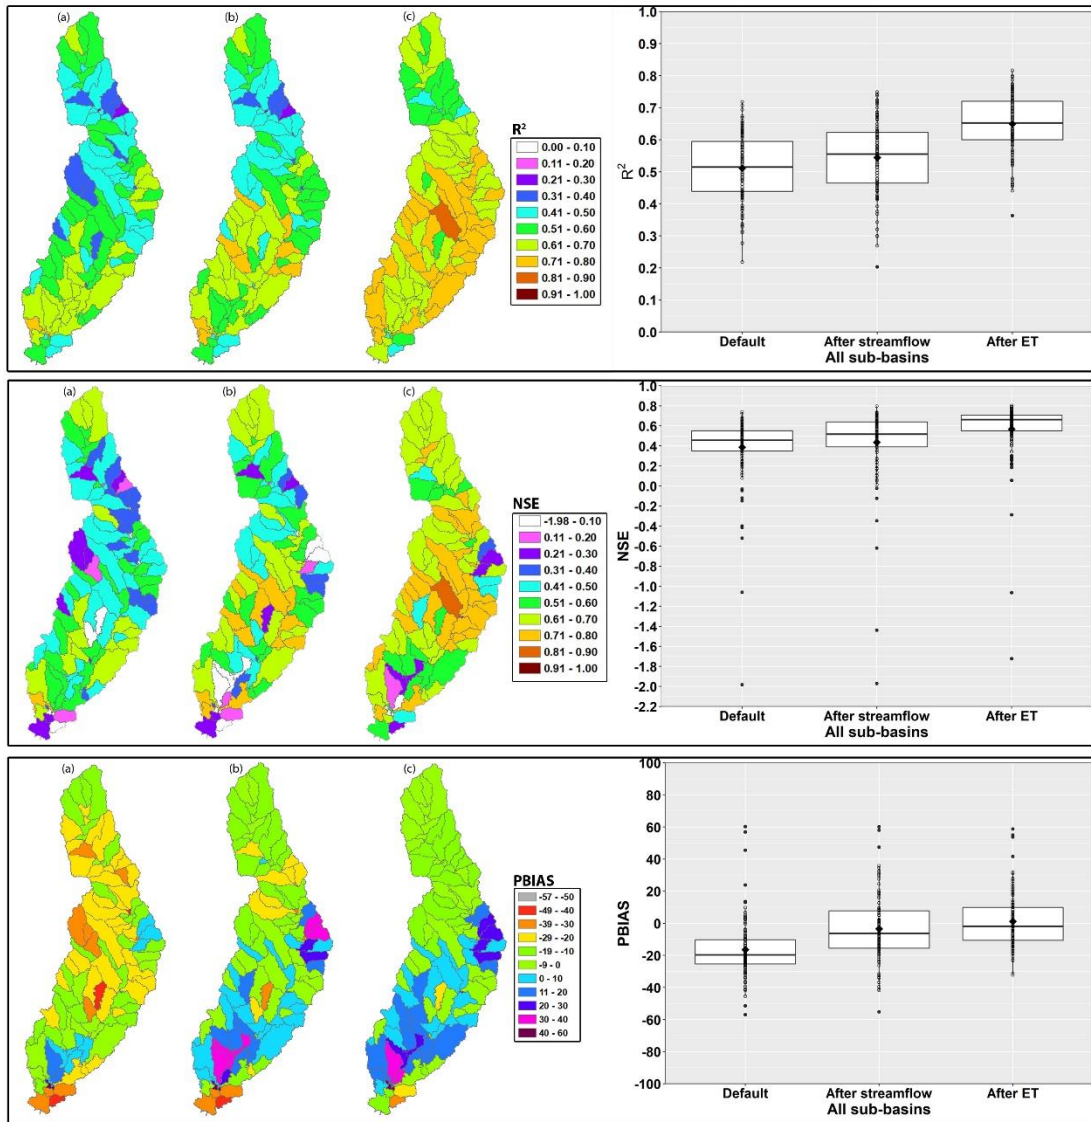 (a)
(b)
(c)
R²
0.00 - 0.10
0.11 - 0.20
0.21 - 0.30
0.31 - 0.40
0.41 - 0.50
0.51 - 0.60
0.61 - 0.70
0.71 - 0.80
0.81 - 0.90
0.91 - 1.00
R²
1.0
0.9
0.8
0.7
0.6
0.5
0.4
0.3
0.2
0.1
0.0
Default
After streamflow
After ET
All sub-basins
(a)
(b)
(c)
NSE
-1.98 - 0.10
0.11 - 0.20
0.21 - 0.30
0.31 - 0.40
0.41 - 0.50
0.51 - 0.60
0.61 - 0.70
0.71 - 0.80
0.81 - 0.90
0.91 - 1.00
NSE
1.0
0.8
0.6
0.4
0.2
0.0
-0.2
-0.4
-0.6
-0.8
-1.0
-1.2
-1.4
-1.6
-1.8
-2.0
-2.2
Default
After streamflow
After ET
All sub-basins
(a)
(b)
(c)
PBIAS
-57 - -50
-49 - -40
-39 - -30
-29 - -20
-19 - -10
-9 - 0
0 - 10
11 - 20
20 - 30
30 - 40
40 - 60
PBIAS
100
80
60
40
20
0
-20
-40
-60
-80
-100
Default
After streamflow
After ET
All sub-basins